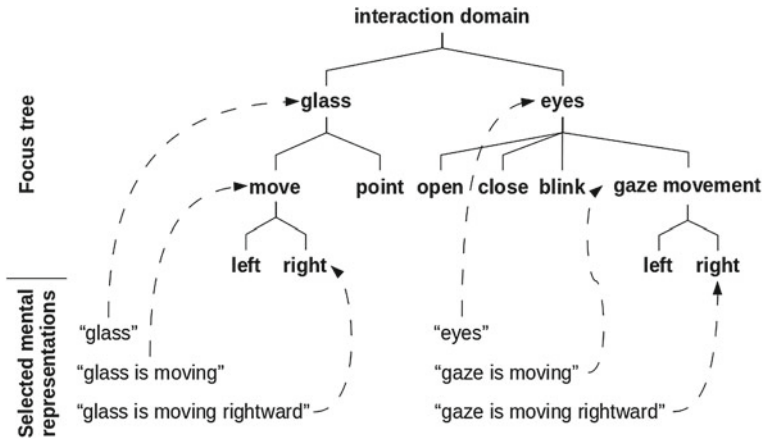 interaction domain
glass eyes
move point open close blink gaze movement
left right left right
“glass” “eyes”
“glass is moving” “gaze is moving”
“glass is moving rightward” “gaze is moving rightward”
Focus tree
Selected mental
representations